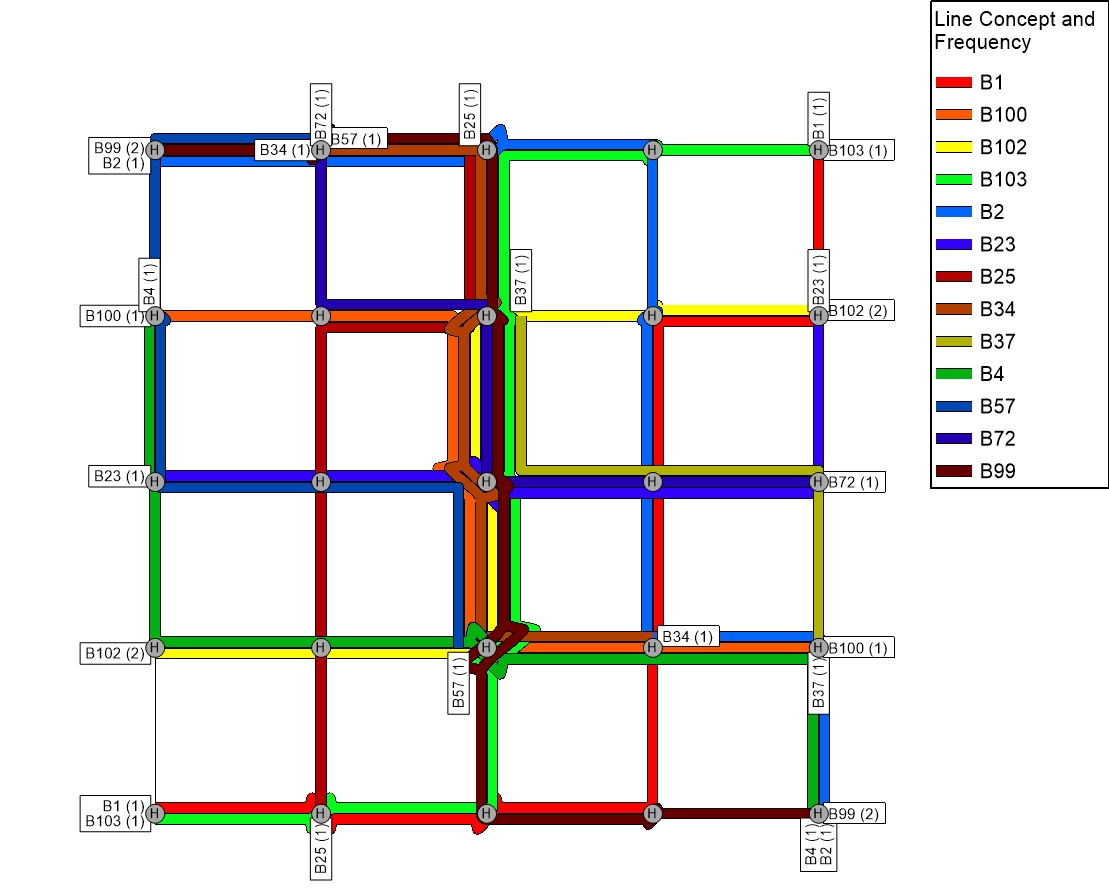 Line Concept and
Frequency
B1
B100
B102
B103
B2
B23
B25
B34
B37
B4
B57
B72
B99
B72 (1)
B25 (1)
B1 (1)
B99 (2)
B2 (1)
B34 (1)
B57 (1)
B103 (1)
B4 (1)
B37 (1)
B23 (1)
B100 (1)
B102 (2)
B23 (1)
B72 (1)
B102 (2)
B34 (1)
B100 (1)
B57 (1)
B37 (1)
B1 (1)
B103 (1)
B99 (2)
B25 (1)
B4 (1)
B2 (1)
H H H H H
H H H H H
H H H H H
H H H H H
H H H H H